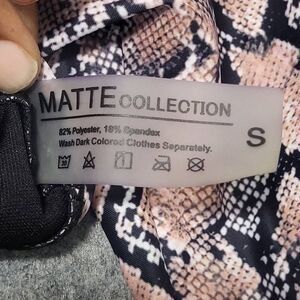 MATTE COLLECTION
82% Polyester, 18% Spandex
Wash Dark Colored Clothes Separately.
S